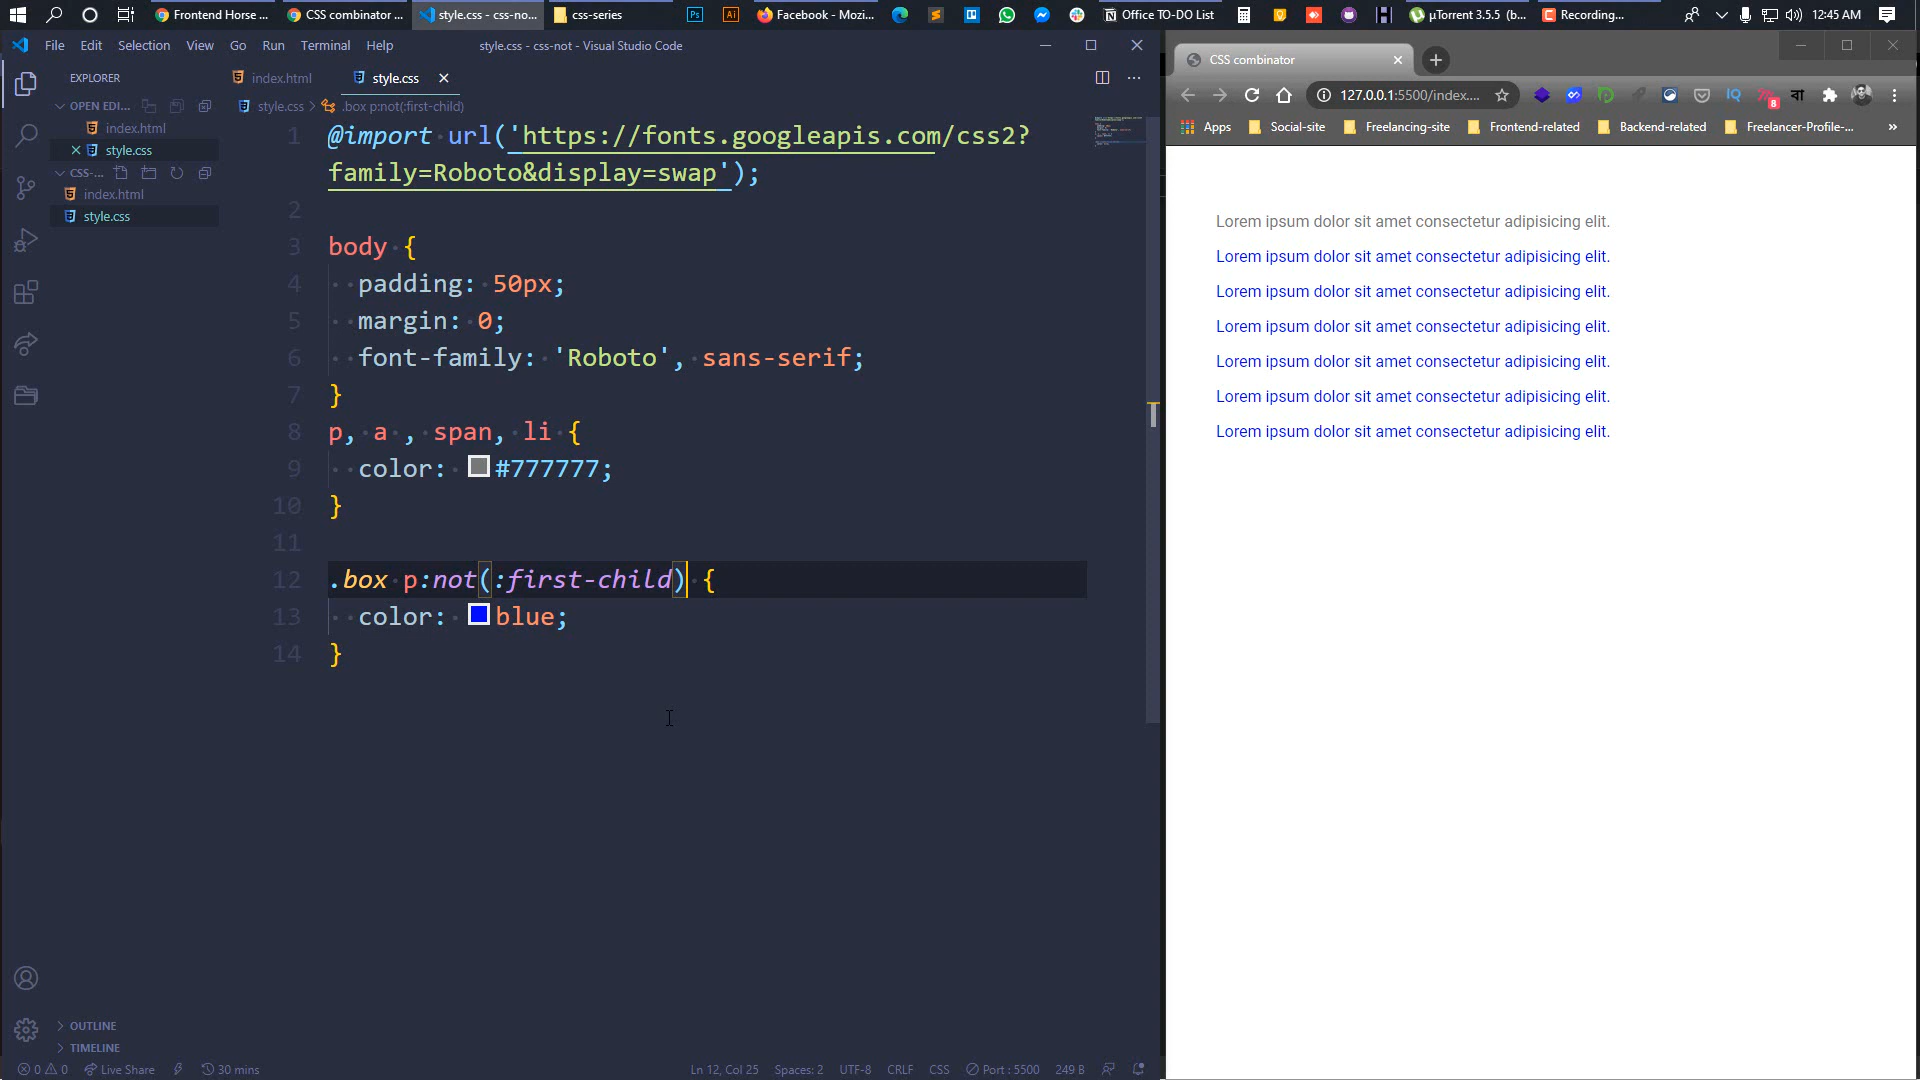 Frontend Horse ...
CSS combinator ...
style.css - css-no...
css-series
Ps
Ai
Facebook - Mozi...
Office TO-DO List
µTorrent 3.5.5 (b...
Recording...
12:45 AM
File Edit Selection View Go Run Terminal Help
style.css - css-not - Visual Studio Code
EXPLORER
OPEN EDI...
index.html
style.css
CSS-...
index.html
style.css
index.html
style.css
style.css > .box p:not(:first-child)
1 @import url('https://fonts.googleapis.com/css2?
family=Roboto&display=swap');
2
3 body {
4 padding: 50px;
5 margin: 0;
6 font-family: 'Roboto', sans-serif;
7 }
8 p, a , span, li {
9 color: #777777;
10 }
11
12 .box p:not(:first-child) {
13 color: blue;
14 }
OUTLINE
TIMELINE
0 0 Live Share 30 mins
Ln 12, Col 25 Spaces: 2 UTF-8 CRLF CSS Port : 5500 249 B
CSS combinator
127.0.0.1:5500/index....
IQ
8
বা
Apps Social-site Freelancing-site Frontend-related Backend-related Freelancer-Profile-... »
Lorem ipsum dolor sit amet consectetur adipisicing elit.
Lorem ipsum dolor sit amet consectetur adipisicing elit.
Lorem ipsum dolor sit amet consectetur adipisicing elit.
Lorem ipsum dolor sit amet consectetur adipisicing elit.
Lorem ipsum dolor sit amet consectetur adipisicing elit.
Lorem ipsum dolor sit amet consectetur adipisicing elit.
Lorem ipsum dolor sit amet consectetur adipisicing elit.